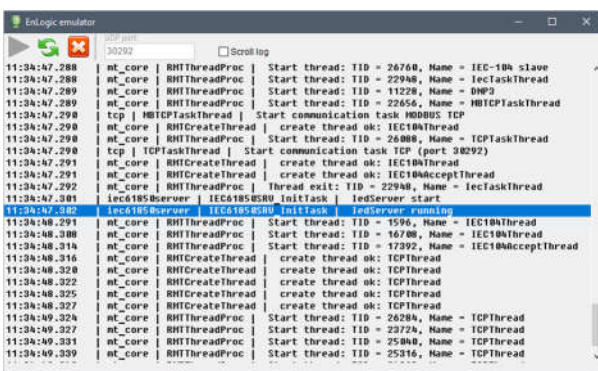 EnLogic emulator
UDP port:
30292
Scroll log
11:34:47.288 | mt_core | RMTThreadProc | Start thread: TID = 26760, Name = IEC-104 slave
11:34:47.289 | mt_core | RMTThreadProc | Start thread: TID = 22948, Name = IecTaskThread
11:34:47.289 | mt_core | RMTThreadProc | Start thread: TID = 11228, Name = DNP3
11:34:47.289 | mt_core | RMTThreadProc | Start thread: TID = 22656, Name = MBTCPTaskThread
11:34:47.290 | tcp | MBTCPTaskThread | Start communication task MODBUS TCP
11:34:47.290 | mt_core | RMTCreateThread | create thread ok: IEC104Thread
11:34:47.290 | mt_core | RMTThreadProc | Start thread: TID = 26088, Name = TCPTaskThread
11:34:47.290 | tcp | TCPTaskThread | Start communication task TCP (port 30292)
11:34:47.291 | mt_core | RMTCreateThread | create thread ok: IEC104Thread
11:34:47.291 | mt_core | RMTCreateThread | create thread ok: IEC104AcceptThread
11:34:47.292 | mt_core | RMTThreadProc | Thread exit: TID = 22948, Name = IecTaskThread
11:34:47.301 | iec61850server | IEC61850SRV_InitTask | IedServer start
11:34:47.302 | iec61850server | IEC61850SRV_InitTask | IedServer running
11:34:48.291 | mt_core | RMTThreadProc | Start thread: TID = 1596, Name = IEC104Thread
11:34:48.308 | mt_core | RMTThreadProc | Start thread: TID = 16708, Name = IEC104Thread
11:34:48.314 | mt_core | RMTThreadProc | Start thread: TID = 17392, Name = IEC104AcceptThread
11:34:48.316 | mt_core | RMTCreateThread | create thread ok: TCPThread
11:34:48.320 | mt_core | RMTCreateThread | create thread ok: TCPThread
11:34:48.322 | mt_core | RMTCreateThread | create thread ok: TCPThread
11:34:48.325 | mt_core | RMTCreateThread | create thread ok: TCPThread
11:34:48.327 | mt_core | RMTCreateThread | create thread ok: TCPThread
11:34:49.324 | mt_core | RMTThreadProc | Start thread: TID = 26284, Name = TCPThread
11:34:49.327 | mt_core | RMTThreadProc | Start thread: TID = 23724, Name = TCPThread
11:34:49.331 | mt_core | RMTThreadProc | Start thread: TID = 25040, Name = TCPThread
11:34:49.339 | mt_core | RMTThreadProc | Start thread: TID = 25316, Name = TCPThread